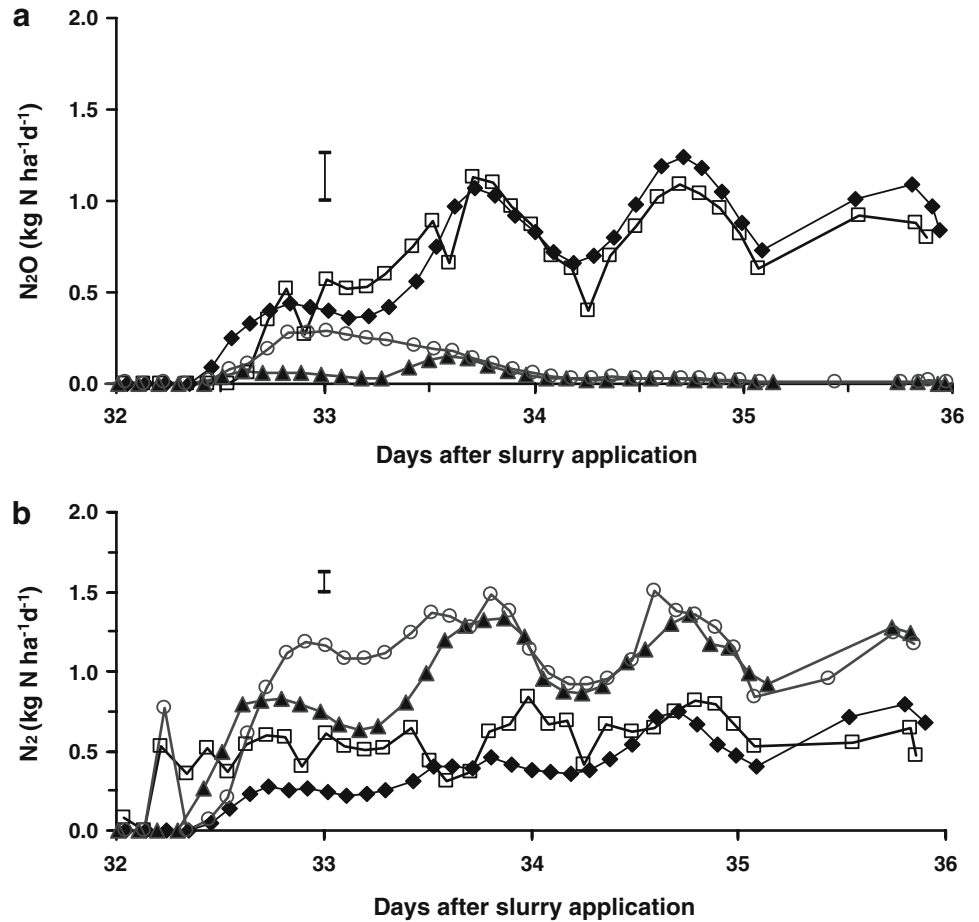 a
N₂O (kg N ha⁻¹d⁻¹)
2.0
1.5
1.0
0.5
0.0
32 33 34 35 36
Days after slurry application
b
N₂ (kg N ha⁻¹d⁻¹)
2.0
1.5
1.0
0.5
0.0
32 33 34 35 36
Days after slurry application